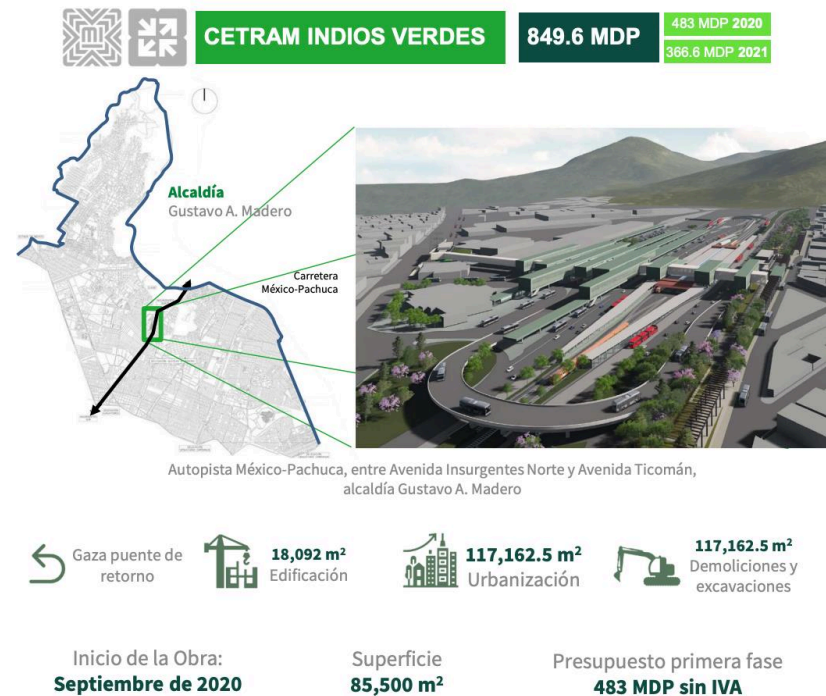 CETRAM INDIOS VERDES
849.6 MDP
483 MDP 2020
366.6 MDP 2021
Alcaldía
Gustavo A. Madero
Carretera
México-Pachuca
Autopista México-Pachuca, entre Avenida Insurgentes Norte y Avenida Ticomán,
alcaldía Gustavo A. Madero
Gaza puente de
retorno
18,092 m²
Edificación
117,162.5 m²
Urbanización
117,162.5 m²
Demoliciones y
excavaciones
Inicio de la Obra:
Septiembre de 2020
Superficie
85,500 m²
Presupuesto primera fase
483 MDP sin IVA